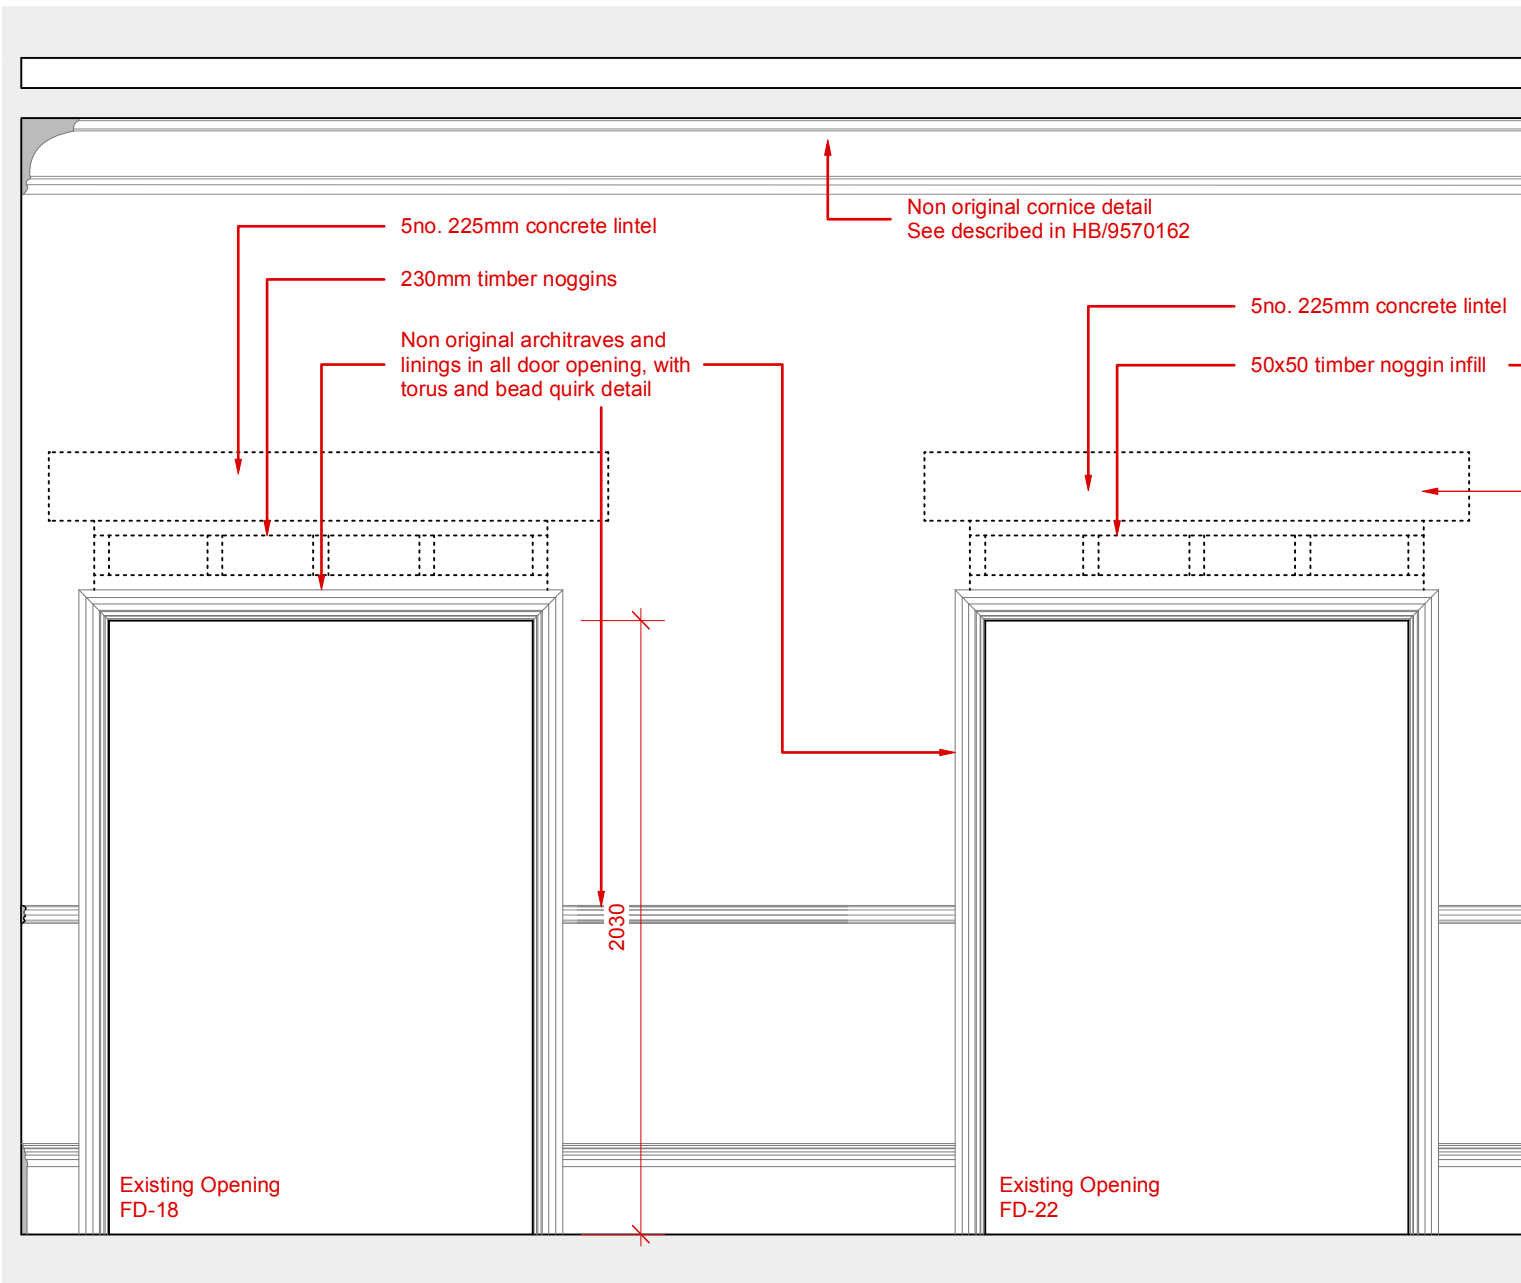 5no. 225mm concrete lintel
230mm timber noggins
Non original architraves and
linings in all door opening, with
torus and bead quirk detail
Non original cornice detail
See described in HB/9570162
5no. 225mm concrete lintel
50x50 timber noggin infill
2030
Existing Opening
FD-18
Existing Opening
FD-22